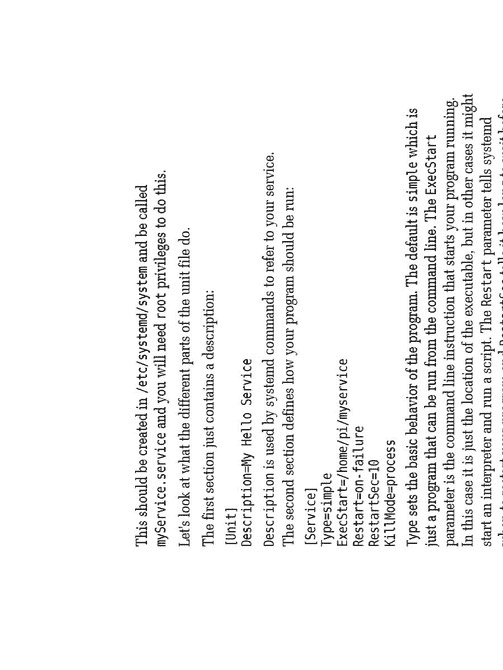 This should be created in /etc/systemd/system and be called
myService.service and you will need root privileges to do this.
Let's look at what the different parts of the unit file do.
The first section just contains a description:
[Unit]
Description=My Hello Service
Description is used by systemd commands to refer to your service.
The second section defines how your program should be run:
[Service]
Type=simple
ExecStart=/home/pi/myservice
Restart=on-failure
RestartSec=10
KillMode=process
Type sets the basic behavior of the program. The default is simple which is
just a program that can be run from the command line. The ExecStart
parameter is the command line instruction that starts your program running.
In this case it is just the location of the executable, but in other cases it might
start an interpreter and run a script. The Restart parameter tells systemd